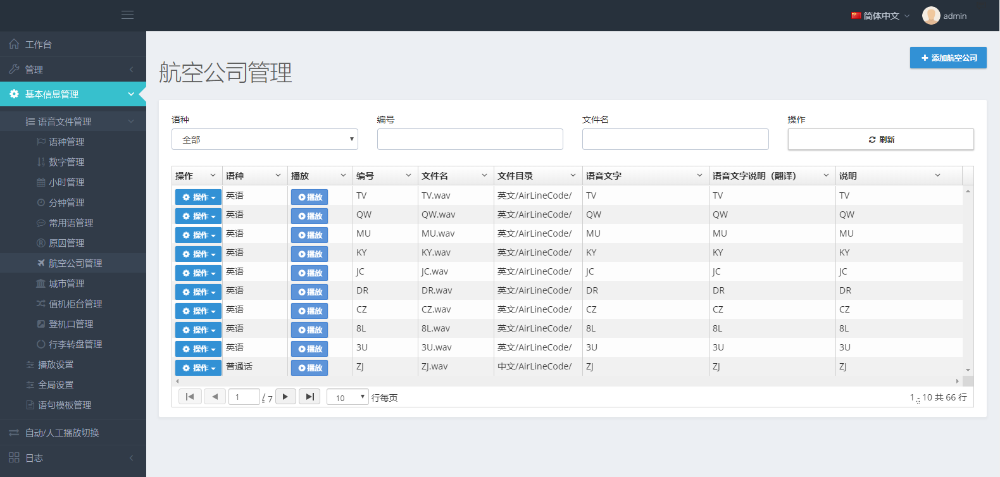 简体中文 admin
工作台
管理
基本信息管理
语音文件管理
语种管理
数字管理
小时管理
分钟管理
常用语管理
原因管理
航空公司管理
城市管理
值机柜台管理
登机口管理
行李转盘管理
播放设置
全局设置
语句模板管理
自动/人工播放切换
日志
航空公司管理
添加航空公司
语种 编号 文件名 操作
全部 刷新
操作 语种 播放 编号 文件名 文件目录 语音文字 语音文字说明（翻译） 说明
操作 英语 播放 TV TV.wav 英文/AirLineCode/ TV TV TV
操作 英语 播放 QW QW.wav 英文/AirLineCode/ QW QW QW
操作 英语 播放 MU MU.wav 英文/AirLineCode/ MU MU MU
操作 英语 播放 KY KY.wav 英文/AirLineCode/ KY KY KY
操作 英语 播放 JC JC.wav 英文/AirLineCode/ JC JC JC
操作 英语 播放 DR DR.wav 英文/AirLineCode/ DR DR DR
操作 英语 播放 CZ CZ.wav 英文/AirLineCode/ CZ CZ CZ
操作 英语 播放 8L 8L.wav 英文/AirLineCode/ 8L 8L 8L
操作 英语 播放 3U 3U.wav 英文/AirLineCode/ 3U 3U 3U
操作 普通话 播放 ZJ ZJ.wav 中文/AirLineCode/ ZJ ZJ ZJ
1 / 7 10 行每页 1 - 10 共 66 行